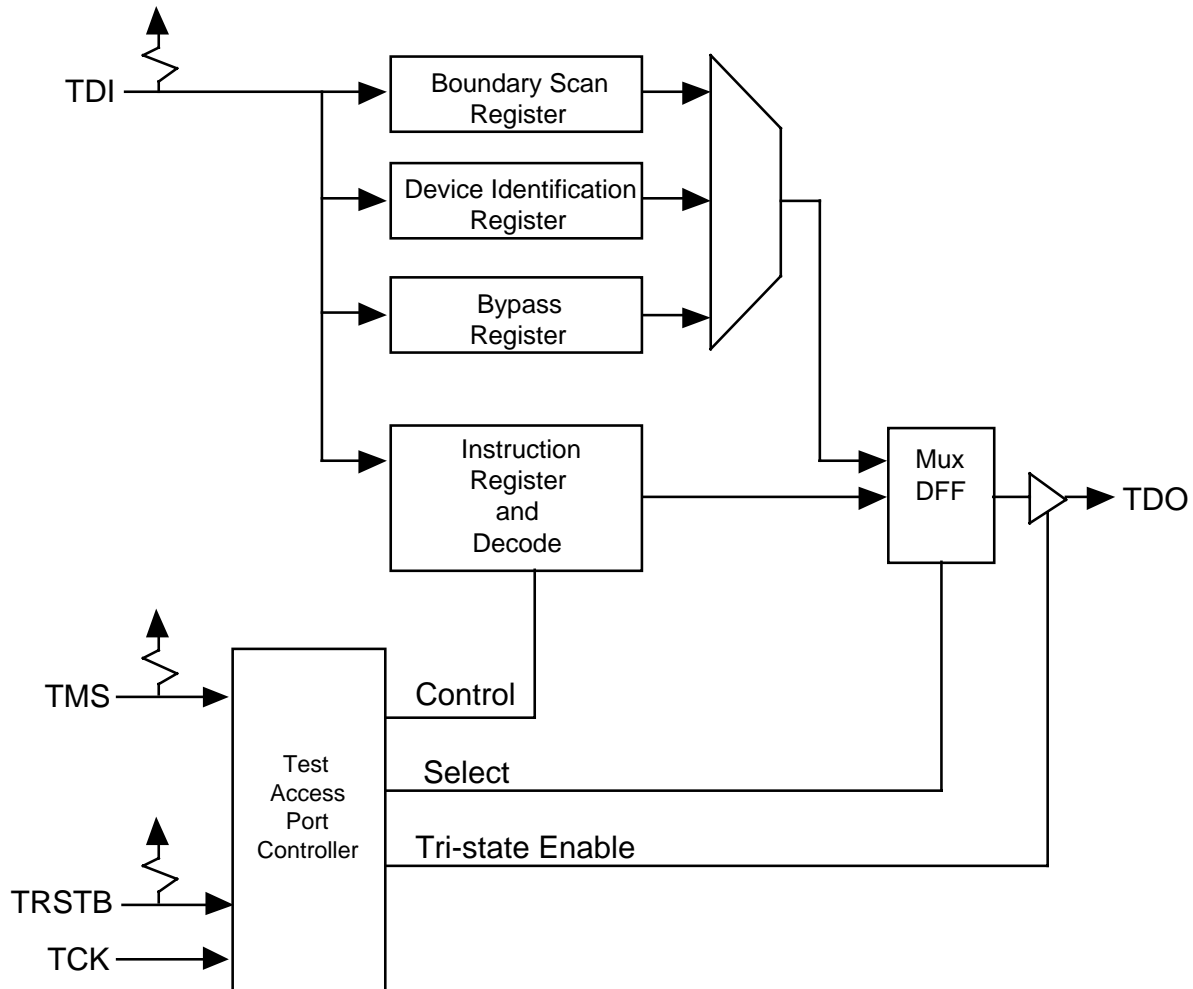 TDI
Boundary Scan
Register
Device Identification
Register
Bypass
Register
Instruction
Register
and
Decode
Mux
DFF
TDO
TMS
Control
Test
Access
Port
Controller
Select
Tri-state Enable
TRSTB
TCK